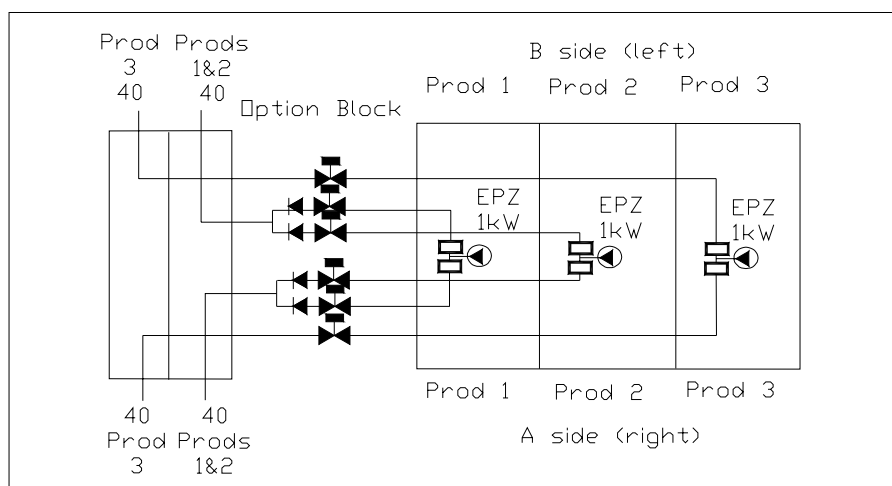 Prod
3
40
Prods
1&2
40
Option Block
B side (left)
Prod 1
Prod 2
Prod 3
EPZ
1kW
EPZ
1kW
EPZ
1kW
40
Prod
3
40
Prods
1&2
Prod 1
Prod 2
Prod 3
A side (right)